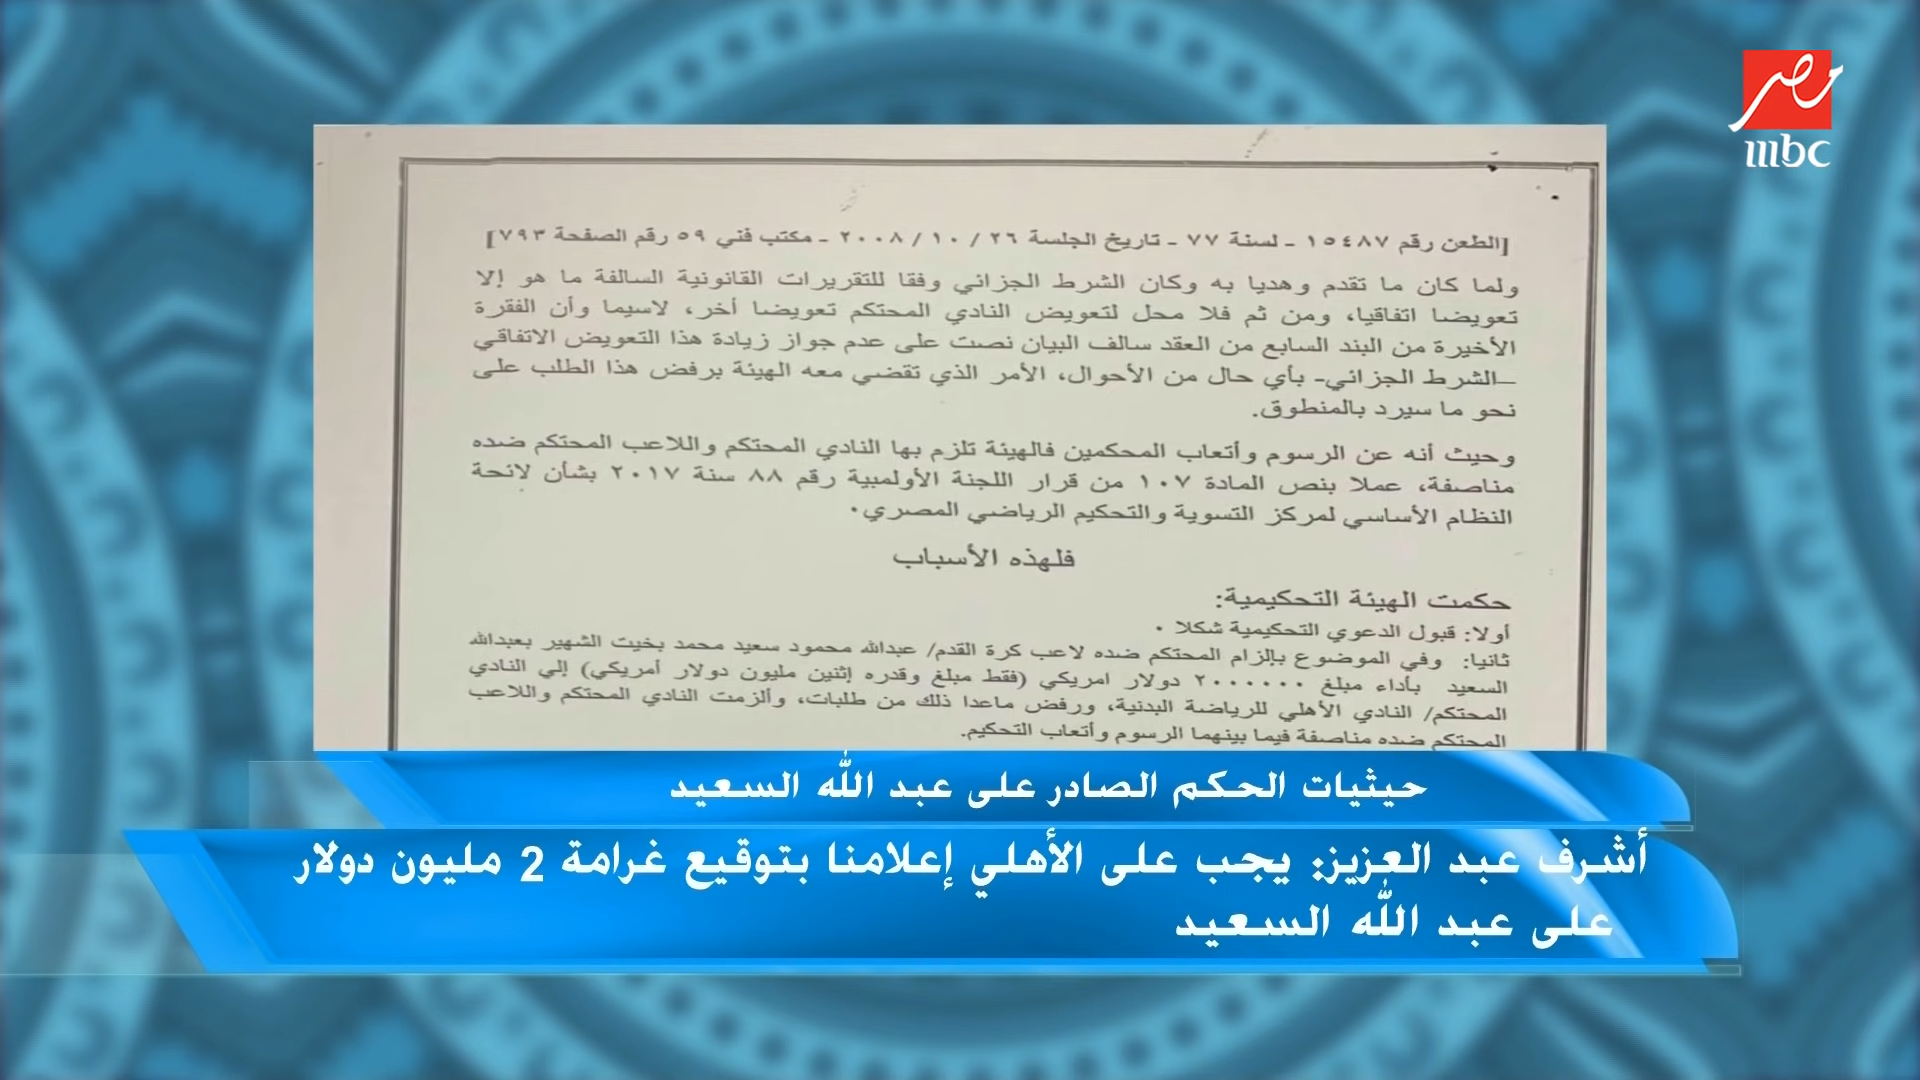 مصر
mbc
[الطعن رقم ١٥٤٨٧ - لسنة ٧٧ - تاريخ الجلسة ٢٦ / ١٠ / ٢٠٠٨ - مكتب فني ٥٩ رقم الصفحة ٧٩٣]
ولما كان ما تقدم وهديا به وكان الشرط الجزائي وفقا للتقريرات القانونية السالفة ما هو إلا
تعويضا اتفاقيا، ومن ثم فلا محل لتعويض النادي المحتكم تعويضا أخر، لاسيما وأن الفقرة
الأخيرة من البند السابع من العقد سالف البيان نصت على عدم جواز زيادة هذا التعويض الاتفاقي
–الشرط الجزائي- بأي حال من الأحوال، الأمر الذي تقضي معه الهيئة برفض هذا الطلب على
نحو ما سيرد بالمنطوق.
وحيث أنه عن الرسوم وأتعاب المحكمين فالهيئة تلزم بها النادي المحتكم واللاعب المحتكم ضده
مناصفة، عملا بنص المادة ١٠٧ من قرار اللجنة الأولمبية رقم ٨٨ سنة ٢٠١٧ بشأن لائحة
النظام الأساسي لمركز التسوية والتحكيم الرياضي المصري.
فلهذه الأسباب
حكمت الهيئة التحكيمية:
أولا: قبول الدعوي التحكيمية شكلا .
ثانيا: وفي الموضوع بإلزام المحتكم ضده لاعب كرة القدم/ عبدالله محمود سعيد محمد بخيت الشهير بعبدالله
السعيد بأداء مبلغ ٢٠٠٠٠٠٠ دولار امريكي (فقط مبلغ وقدره إثنين مليون دولار أمريكي) إلي النادي
المحتكم/ النادي الأهلي للرياضة البدنية، ورفض ماعدا ذلك من طلبات، وألزمت النادي المحتكم واللاعب
المحتكم ضده مناصفة فيما بينهما الرسوم وأتعاب التحكيم.
حيثيات الحكم الصادر على عبد الله السعيد
أشرف عبد العزيز: يجب على الأهلي إعلامنا بتوقيع غرامة 2 مليون دولار
على عبد الله السعيد